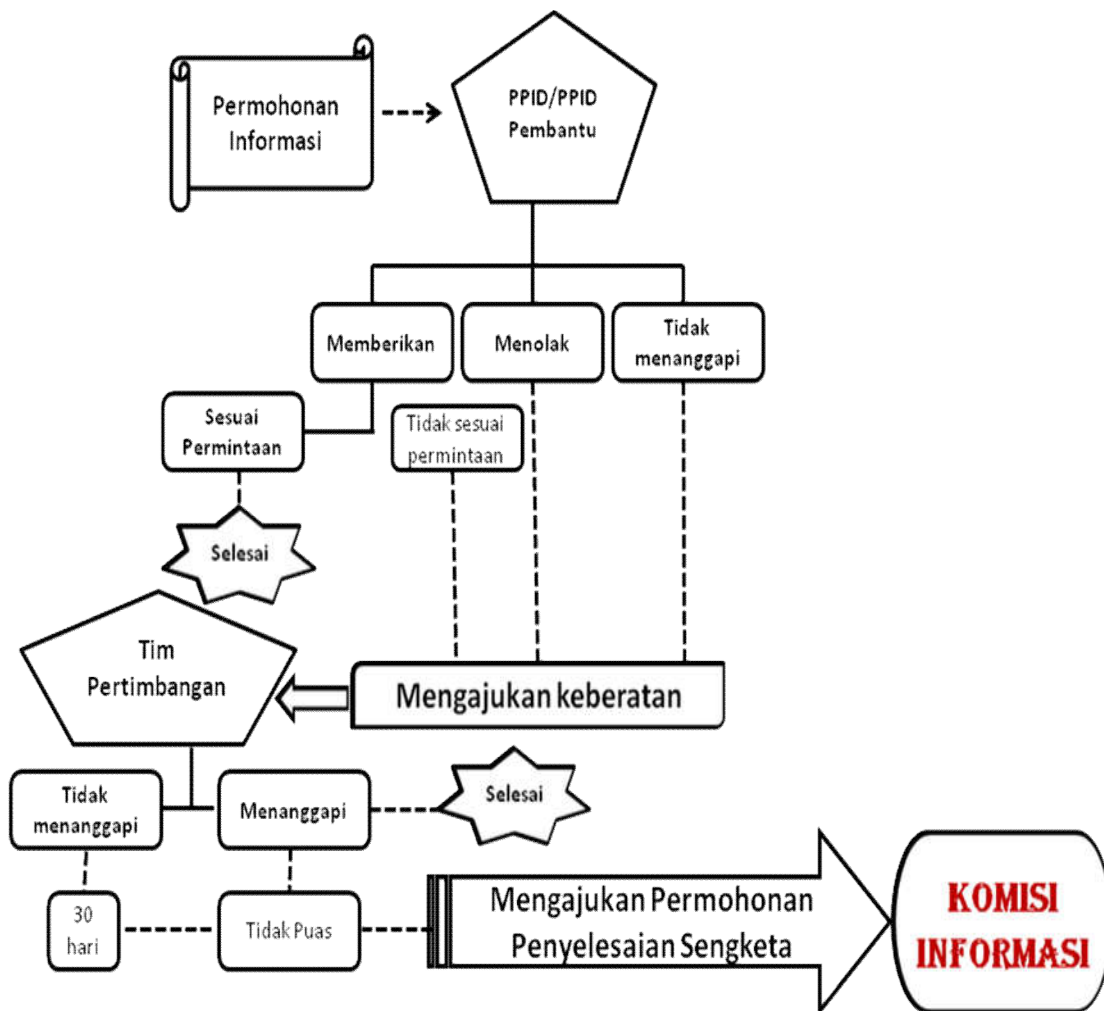 Permohonan
Informasi
PPID/PPID
Pembantu
Memberikan
Menolak
Tidak
menanggapi
Sesuai
Permintaan
Tidak sesuai
permintaan
Selesai
Tim
Pertimbangan
Mengajukan keberatan
Tidak
menanggapi
Menanggapi
Selesai
30
hari
Tidak Puas
Mengajukan Permohonan
Penyelesaian Sengketa
KOMISI
INFORMASI